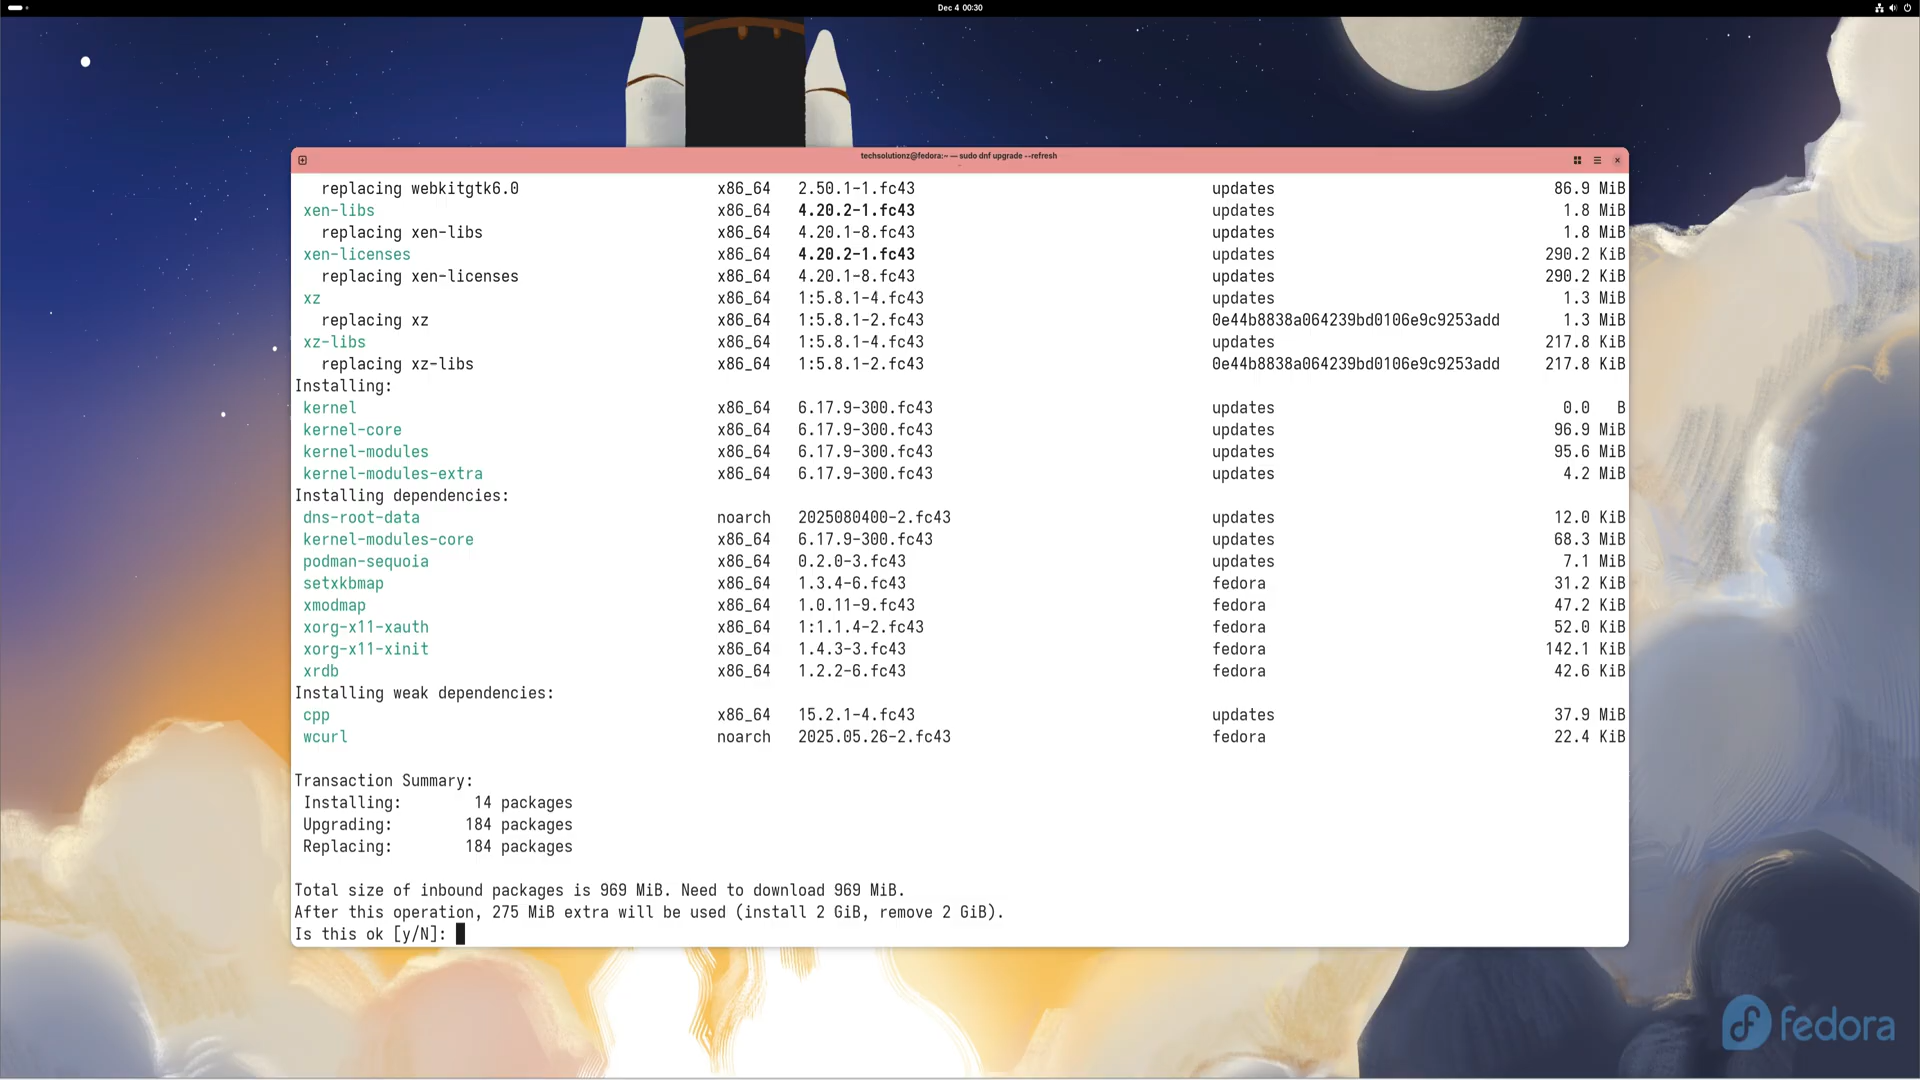 Dec 4 00:30
techsolutionz@fedora:~ — sudo dnf upgrade --refresh
replacing webkitgtk6.0 x86_64 2.50.1-1.fc43 updates 86.9 MiB
xen-libs x86_64 4.20.2-1.fc43 updates 1.8 MiB
replacing xen-libs x86_64 4.20.1-8.fc43 updates 1.8 MiB
xen-licenses x86_64 4.20.2-1.fc43 updates 290.2 KiB
replacing xen-licenses x86_64 4.20.1-8.fc43 updates 290.2 KiB
xz x86_64 1:5.8.1-4.fc43 updates 1.3 MiB
replacing xz x86_64 1:5.8.1-2.fc43 0e44b8838a064239bd0106e9c9253add 1.3 MiB
xz-libs x86_64 1:5.8.1-4.fc43 updates 217.8 KiB
replacing xz-libs x86_64 1:5.8.1-2.fc43 0e44b8838a064239bd0106e9c9253add 217.8 KiB
Installing:
kernel x86_64 6.17.9-300.fc43 updates 0.0 B
kernel-core x86_64 6.17.9-300.fc43 updates 96.9 MiB
kernel-modules x86_64 6.17.9-300.fc43 updates 95.6 MiB
kernel-modules-extra x86_64 6.17.9-300.fc43 updates 4.2 MiB
Installing dependencies:
dns-root-data noarch 2025080400-2.fc43 updates 12.0 KiB
kernel-modules-core x86_64 6.17.9-300.fc43 updates 68.3 MiB
podman-sequoia x86_64 0.2.0-3.fc43 updates 7.1 MiB
setxkbmap x86_64 1.3.4-6.fc43 fedora 31.2 KiB
xmodmap x86_64 1.0.11-9.fc43 fedora 47.2 KiB
xorg-x11-xauth x86_64 1:1.1.4-2.fc43 fedora 52.0 KiB
xorg-x11-xinit x86_64 1.4.3-3.fc43 fedora 142.1 KiB
xrdb x86_64 1.2.2-6.fc43 fedora 42.6 KiB
Installing weak dependencies:
cpp x86_64 15.2.1-4.fc43 updates 37.9 MiB
wcurl noarch 2025.05.26-2.fc43 fedora 22.4 KiB
Transaction Summary:
Installing: 14 packages
Upgrading: 184 packages
Replacing: 184 packages
Total size of inbound packages is 969 MiB. Need to download 969 MiB.
After this operation, 275 MiB extra will be used (install 2 GiB, remove 2 GiB).
Is this ok [y/N]:
fedora